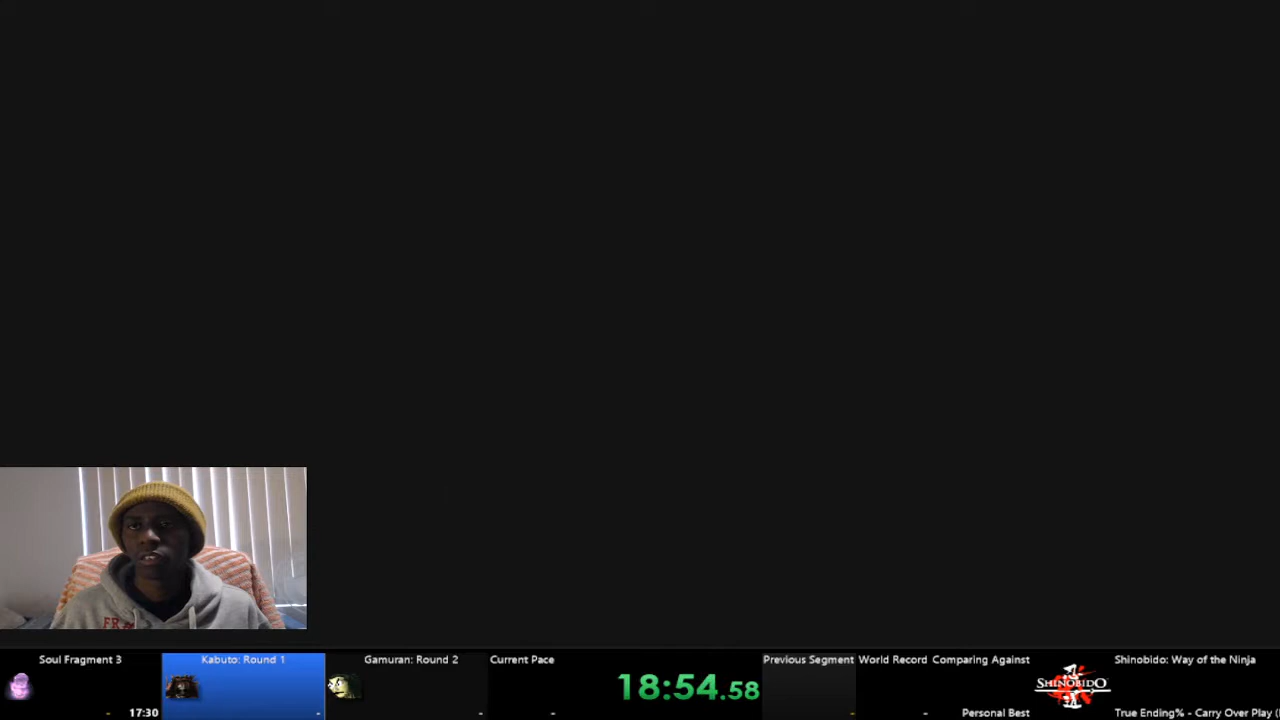 Soul Fragment 3
-
17:30
Kabuto: Round 1
-
Gamuran: Round 2
-
Current Pace
-
18:54.58
Previous Segment
-
World Record
-
Comparing Against
Personal Best
SHINOBIDO
Shinobido: Way of the Ninja
True Ending% - Carry Over Play (
FRA